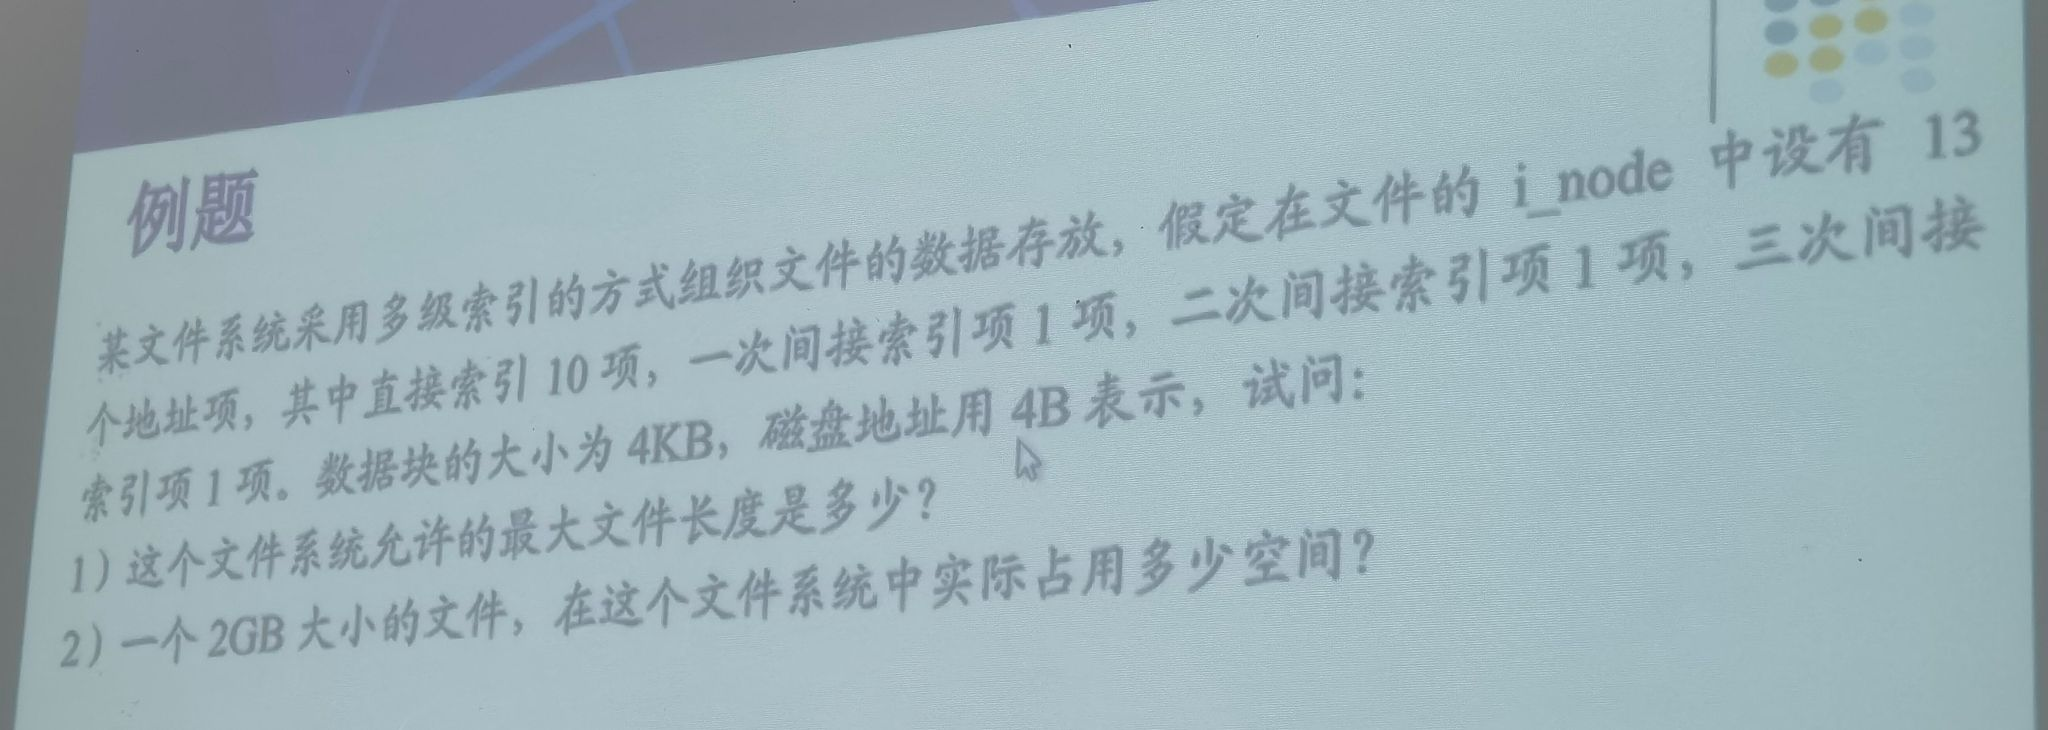 例题
某文件系统采用多级索引的方式组织文件的数据存放，假定在文件的 i_node 中设有 13
个地址项，其中直接索引 10 项，一次间接索引项 1 项，二次间接索引项 1 项，三次间接
索引项 1 项。数据块的大小为 4KB，磁盘地址用 4B 表示，试问：
1）这个文件系统允许的最大文件长度是多少？
2）一个 2GB 大小的文件，在这个文件系统中实际占用多少空间？